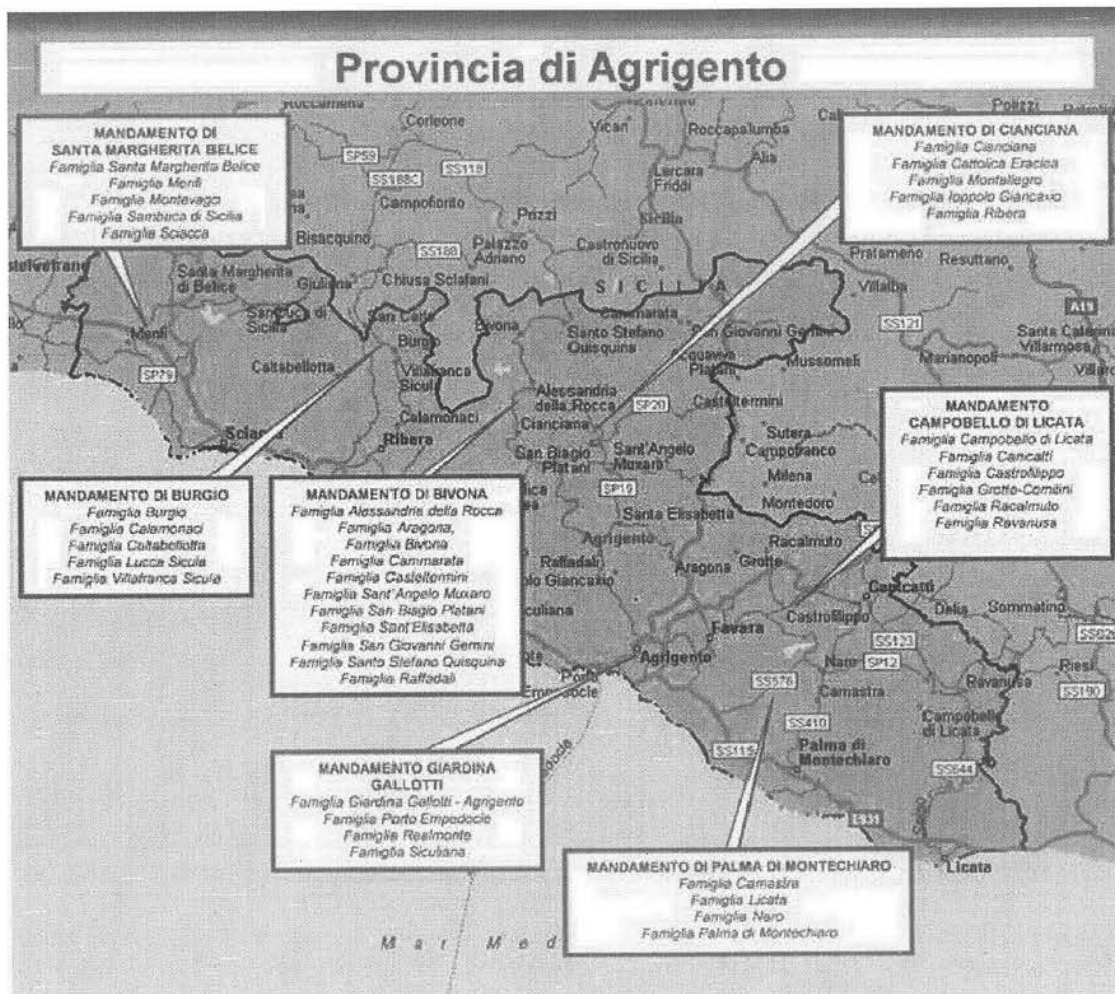 Provincia di Agrigento
MANDAMENTO DI
SANTA MARGHERITA BELICE
Famiglia Santa Margherita Belice
Famiglia Menfi
Famiglia Montevago
Famiglia Sambuca di Sicilia
Famiglia Sciacca
MANDAMENTO DI CIANCIANA
Famiglia Cianciana
Famiglia Cattolica Eraclea
Famiglia Montallegro
Famiglia Ioppolo Giancaxio
Famiglia Ribera
MANDAMENTO
CAMPOBELLO DI LICATA
Famiglia Campobello di Licata
Famiglia Canicattì
Famiglia Castrofilippo
Famiglia Grotte-Comitini
Famiglia Racalmuto
Famiglia Ravanusa
MANDAMENTO DI BURGIO
Famiglia Burgio
Famiglia Calamonaci
Famiglia Caltabellotta
Famiglia Lucca Sicula
Famiglia Villafranca Sicula
MANDAMENTO DI BIVONA
Famiglia Alessandria della Rocca
Famiglia Aragona,
Famiglia Bivona
Famiglia Cammarata
Famiglia Casteltermini
Famiglia Sant'Angelo Muxaro
Famiglia San Biagio Platani
Famiglia Sant'Elisabetta
Famiglia San Giovanni Gemini
Famiglia Santo Stefano Quisquina
Famiglia Raffadali
MANDAMENTO GIARDINA
GALLOTTI
Famiglia Giardina Gallotti - Agrigento
Famiglia Porto Empedocle
Famiglia Realmonte
Famiglia Siculiana
MANDAMENTO DI PALMA DI MONTECHIARO
Famiglia Camastra
Famiglia Licata
Famiglia Naro
Famiglia Palma di Montechiaro
Corleone
Vicari
Roccapalumba
Alia
SP59
SS188C
SS118
Lercara
Friddi
Campofiorito
Prizzi
Sicilia
Bisacquino
SS188
Palazzo
Adriano
Castronuovo
di Sicilia
Pratameno
Resuttano
Santa Margherita
di Belice
Giuliana
Chiusa Sclafani
SICILIA
Villalba
A19
Menfi
San Carlo
Bivona
Santo Stefano
Quisquina
Cammarata
San Giovanni Gemini
SS121
Santa Caterina
Villarmosa
Burgio
Platani
Mussomeli
Marianopoli
SP79
Caltabellotta
Villafranca
Sicula
Alessandria
della Rocca
SP20
Casteltermini
Calamonaci
Cianciana
Sciacca
Ribera
San Biagio
Platani
Sant'Angelo
Muxaro
Sutera
Campofranco
Milena
SP19
Montedoro
Santa Elisabetta
Agrigento
Racalmuto
Raffadali
Aragona
Grotte
Canicatti
Castrofilippo
Delia
Sommatino
Favara
SS123
Agrigento
Naro
SP12
Riesi
Porto
Empedocle
SS576
Camastra
Ravanusa
SS190
SS410
Campobello
di Licata
SS115
Palma di
Montechiaro
SS644
E931
Salso
Licata
Mar Med